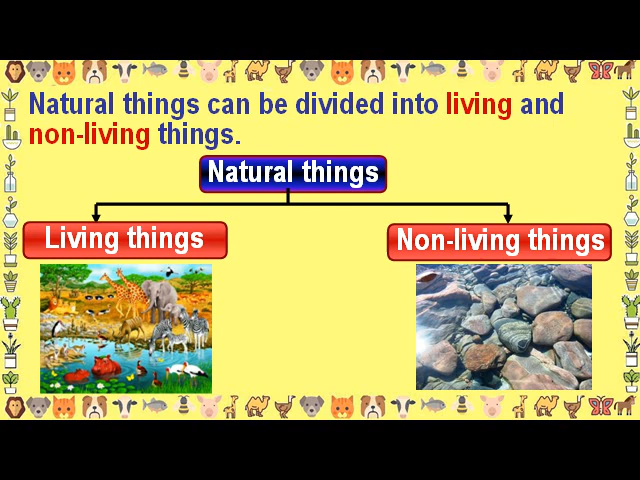 Natural things can be divided into living and
non-living things.
Natural things
Living things
Non-living things